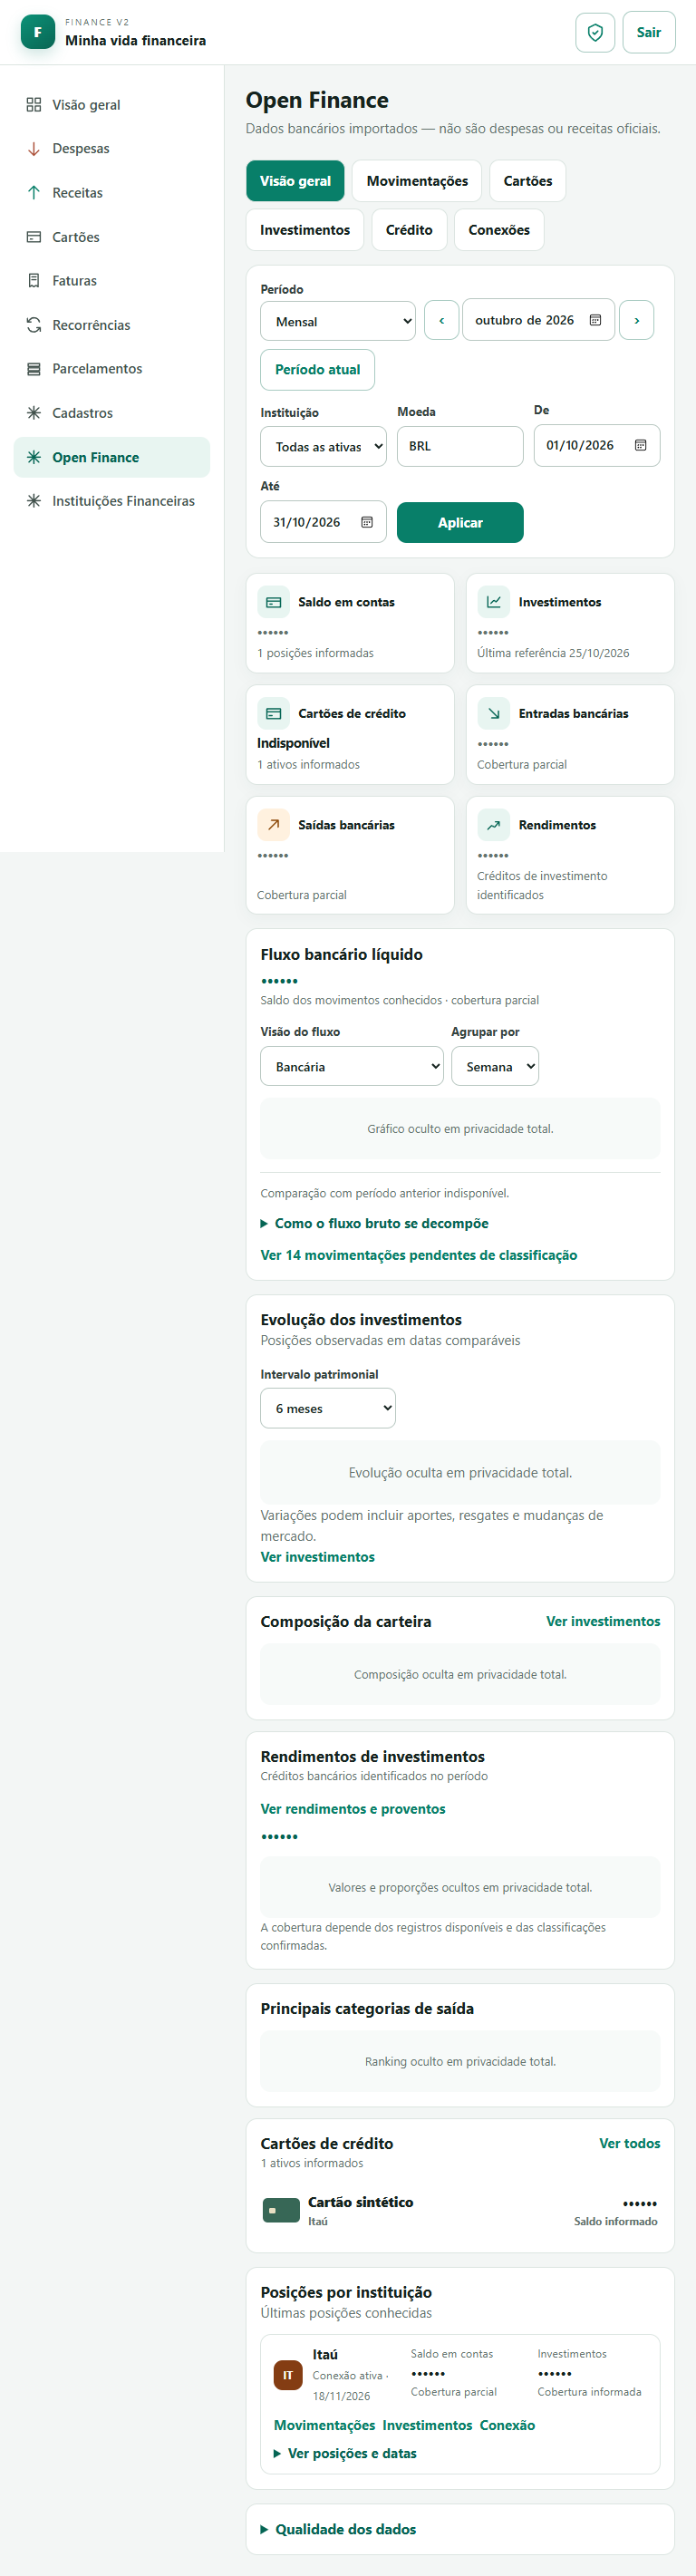 F
FINANCE V2
Minha vida financeira
Sair
Visão geral
Despesas
Receitas
Cartões
Faturas
Recorrências
Parcelamentos
Cadastros
Open Finance
Instituições Financeiras
Open Finance
Dados bancários importados — não são despesas ou receitas oficiais.
Visão geral
Movimentações
Cartões
Investimentos
Crédito
Conexões
Período
Mensal
‹
outubro de 2026
›
Período atual
Instituição
Moeda
De
Todas as ativas
BRL
01/10/2026
Até
31/10/2026
Aplicar
Saldo em contas
••••••
1 posições informadas
Investimentos
••••••
Última referência 25/10/2026
Cartões de crédito
Indisponível
1 ativos informados
Entradas bancárias
••••••
Cobertura parcial
Saídas bancárias
••••••
Cobertura parcial
Rendimentos
••••••
Créditos de investimento
identificados
Fluxo bancário líquido
••••••
Saldo dos movimentos conhecidos · cobertura parcial
Visão do fluxo
Agrupar por
Bancária
Semana
Gráfico oculto em privacidade total.
Comparação com período anterior indisponível.
Como o fluxo bruto se decompõe
Ver 14 movimentações pendentes de classificação
Evolução dos investimentos
Posições observadas em datas comparáveis
Intervalo patrimonial
6 meses
Evolução oculta em privacidade total.
Variações podem incluir aportes, resgates e mudanças de
mercado.
Ver investimentos
Composição da carteira
Ver investimentos
Composição oculta em privacidade total.
Rendimentos de investimentos
Créditos bancários identificados no período
Ver rendimentos e proventos
••••••
Valores e proporções ocultos em privacidade total.
A cobertura depende dos registros disponíveis e das classificações
confirmadas.
Principais categorias de saída
Ranking oculto em privacidade total.
Cartões de crédito
Ver todos
1 ativos informados
Cartão sintético
••••••
Itaú
Saldo informado
Posições por instituição
Últimas posições conhecidas
IT
Itaú
Conexão ativa ·
18/11/2026
Saldo em contas
••••••
Cobertura parcial
Investimentos
••••••
Cobertura informada
Movimentações Investimentos Conexão
Ver posições e datas
Qualidade dos dados